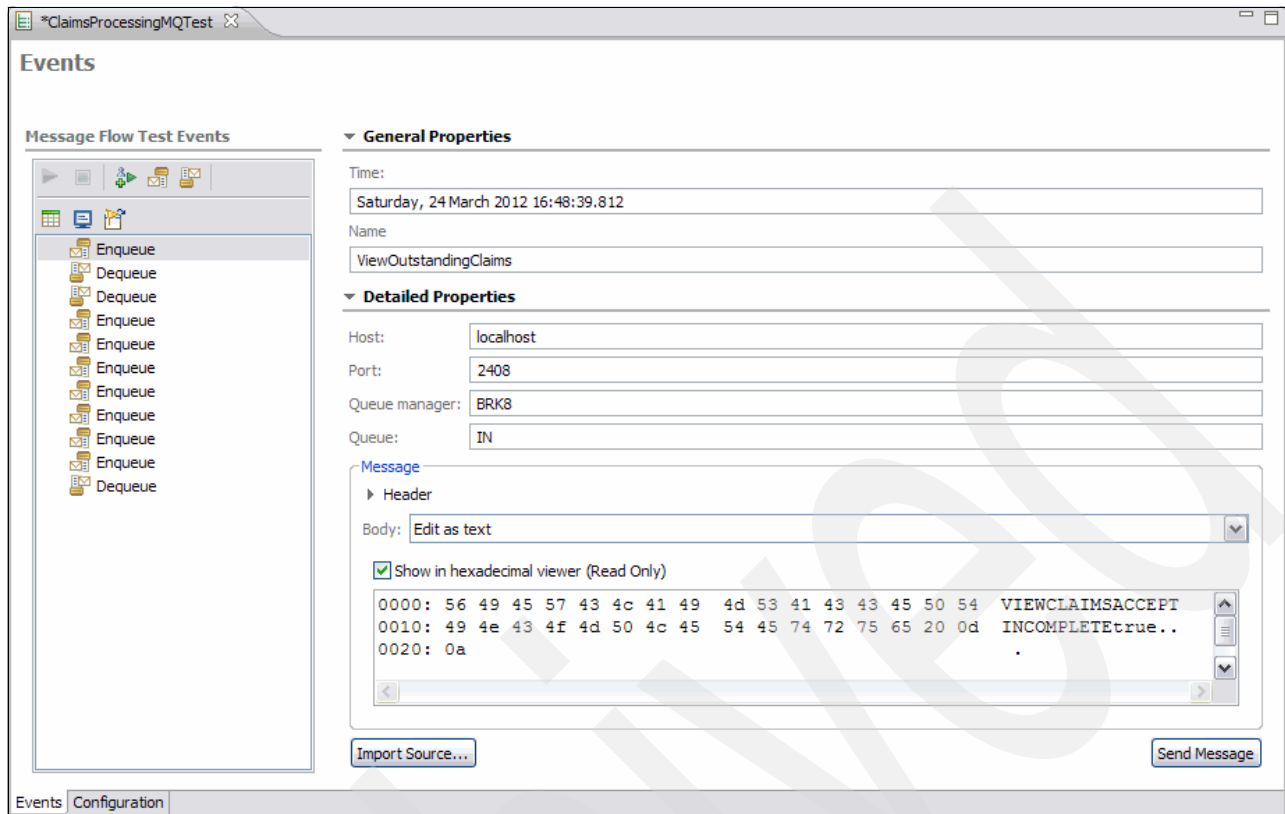 *ClaimsProcessingMQTest
Events
Message Flow Test Events
Enqueue
Dequeue
Dequeue
Enqueue
Enqueue
Enqueue
Enqueue
Enqueue
Enqueue
Enqueue
Dequeue
General Properties
Time:
Saturday, 24 March 2012 16:48:39.812
Name
ViewOutstandingClaims
Detailed Properties
Host: localhost
Port: 2408
Queue manager: BRK8
Queue: IN
Message
Header
Body: Edit as text
Show in hexadecimal viewer (Read Only)
0000: 56 49 45 57 43 4c 41 49 4d 53 41 43 43 45 50 54 VIEWCLAIMSACCEPT
0010: 49 4e 43 4f 4d 50 4c 45 54 45 74 72 75 65 20 0d INCOMPLETEtrue..
0020: 0a .
Import Source... Send Message
Events Configuration